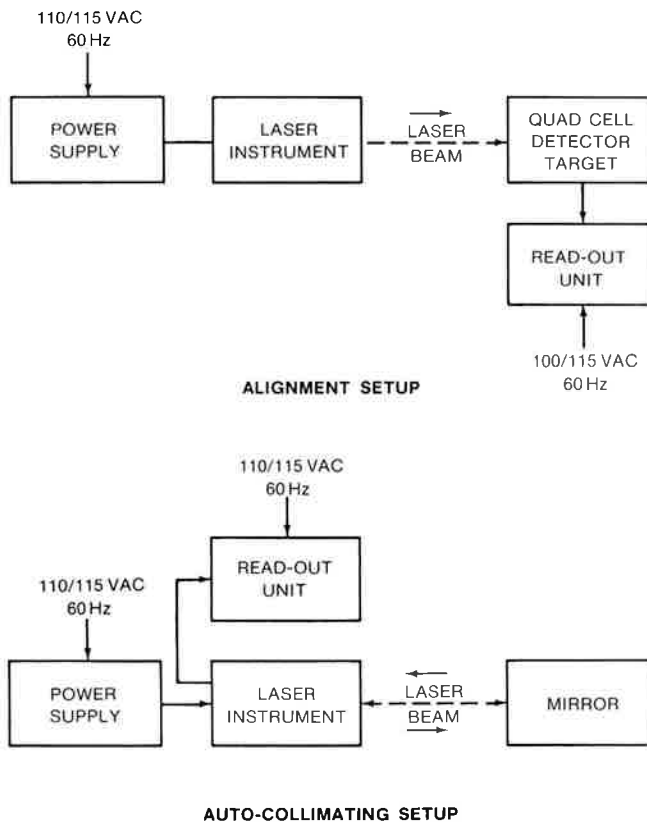 110/115 VAC
60 Hz
POWER
SUPPLY
LASER
INSTRUMENT
LASER
BEAM
QUAD CELL
DETECTOR
TARGET
READ-OUT
UNIT
100/115 VAC
60 Hz
ALIGNMENT SETUP
110/115 VAC
60 Hz
READ-OUT
UNIT
110/115 VAC
60 Hz
POWER
SUPPLY
LASER
INSTRUMENT
LASER
BEAM
MIRROR
AUTO-COLLIMATING SETUP